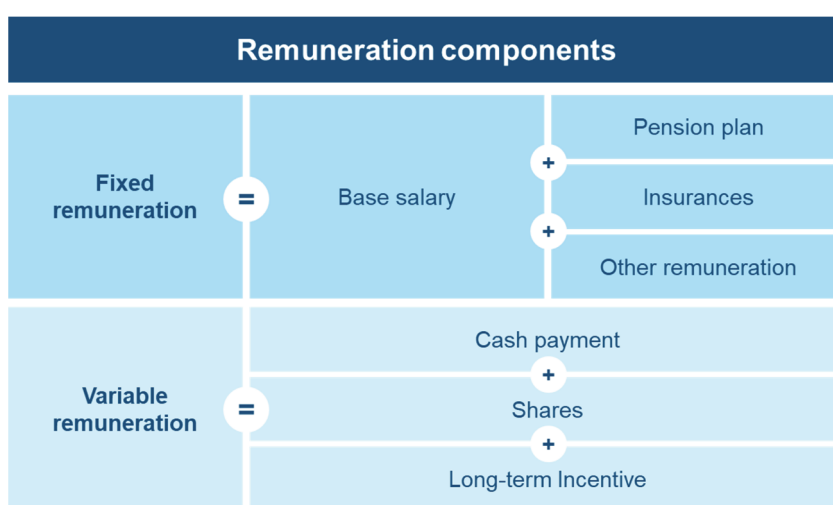 Remuneration components
Fixed
remuneration
=
Base salary
+
+
Pension plan
Insurances
Other remuneration
Variable
remuneration
=
Cash payment
+
Shares
+
Long-term Incentive